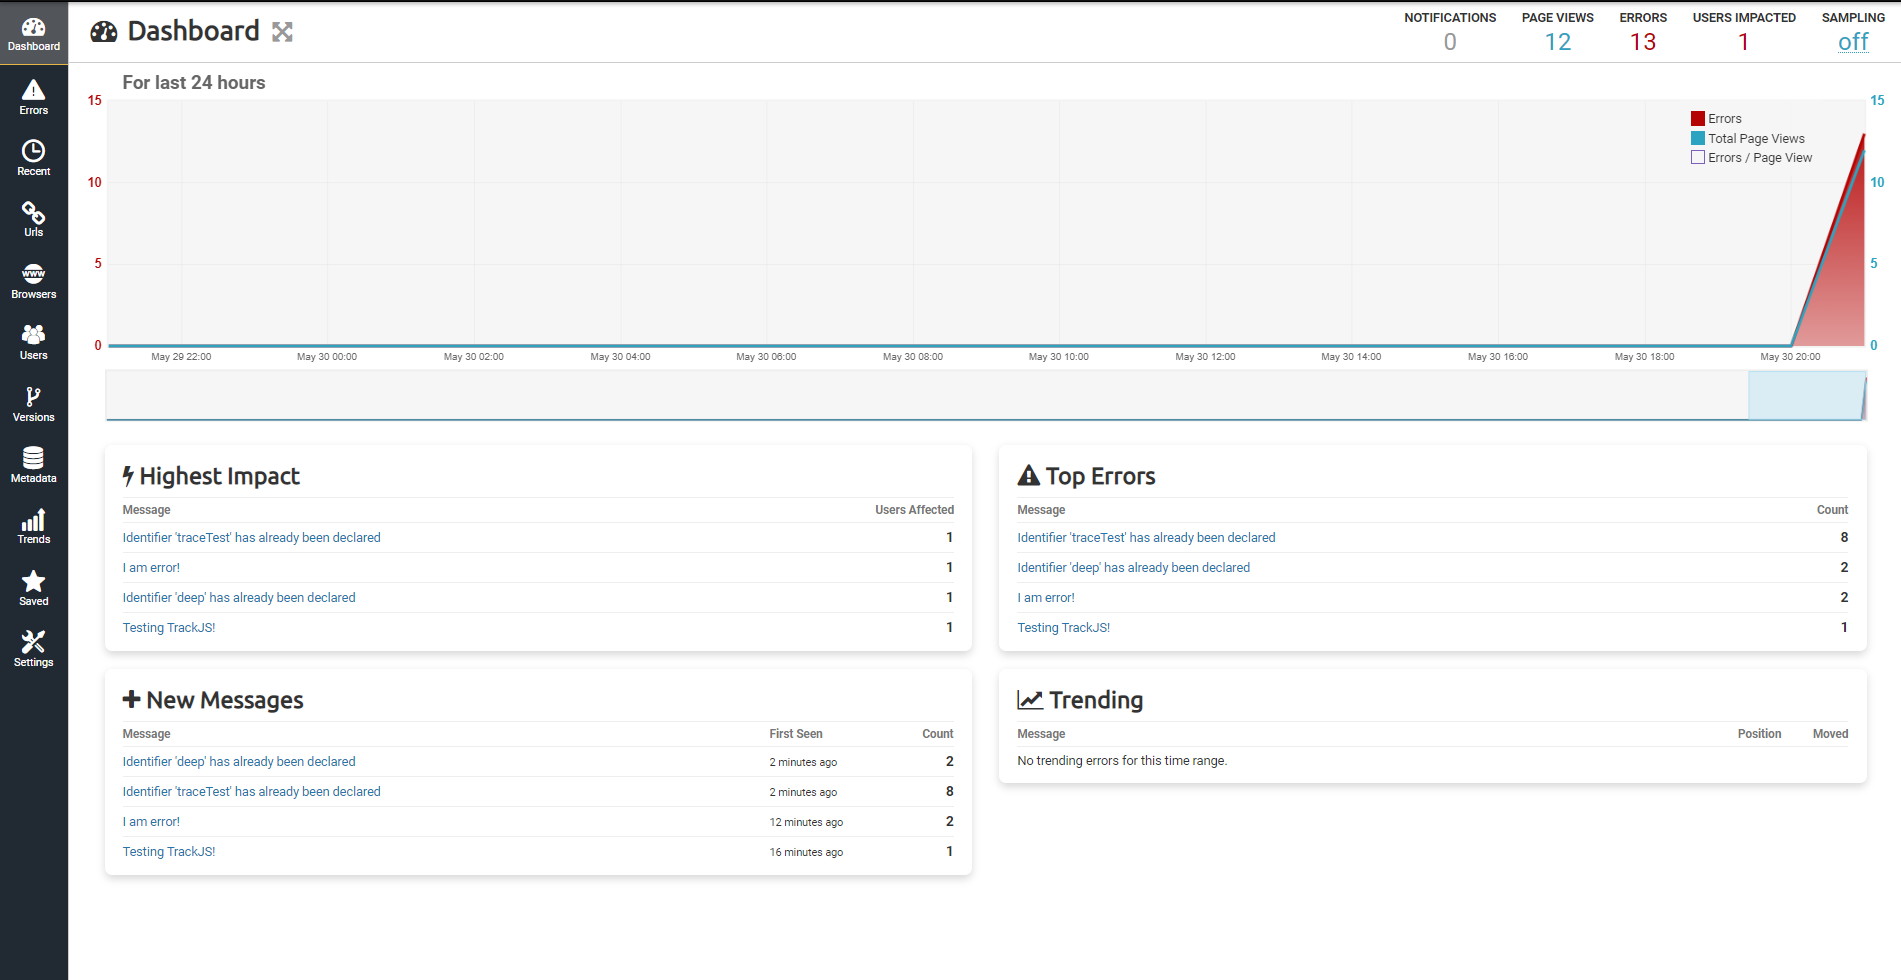 Dashboard
Errors
Recent
Urls
www
Browsers
Users
Versions
Metadata
Trends
Saved
Settings
Dashboard
NOTIFICATIONS PAGE VIEWS ERRORS USERS IMPACTED SAMPLING
0 12 13 1 off
For last 24 hours
15 15
10 10
5 5
0 0
Errors
Total Page Views
Errors / Page View
May 29 22:00 May 30 00:00 May 30 02:00 May 30 04:00 May 30 06:00 May 30 08:00 May 30 10:00 May 30 12:00 May 30 14:00 May 30 16:00 May 30 18:00 May 30 20:00
Highest Impact
Message Users Affected
Identifier 'traceTest' has already been declared 1
I am error! 1
Identifier 'deep' has already been declared 1
Testing TrackJS! 1
Top Errors
Message Count
Identifier 'traceTest' has already been declared 8
Identifier 'deep' has already been declared 2
I am error! 2
Testing TrackJS! 1
New Messages
Message First Seen Count
Identifier 'deep' has already been declared 2 minutes ago 2
Identifier 'traceTest' has already been declared 2 minutes ago 8
I am error! 12 minutes ago 2
Testing TrackJS! 16 minutes ago 1
Trending
Message Position Moved
No trending errors for this time range.